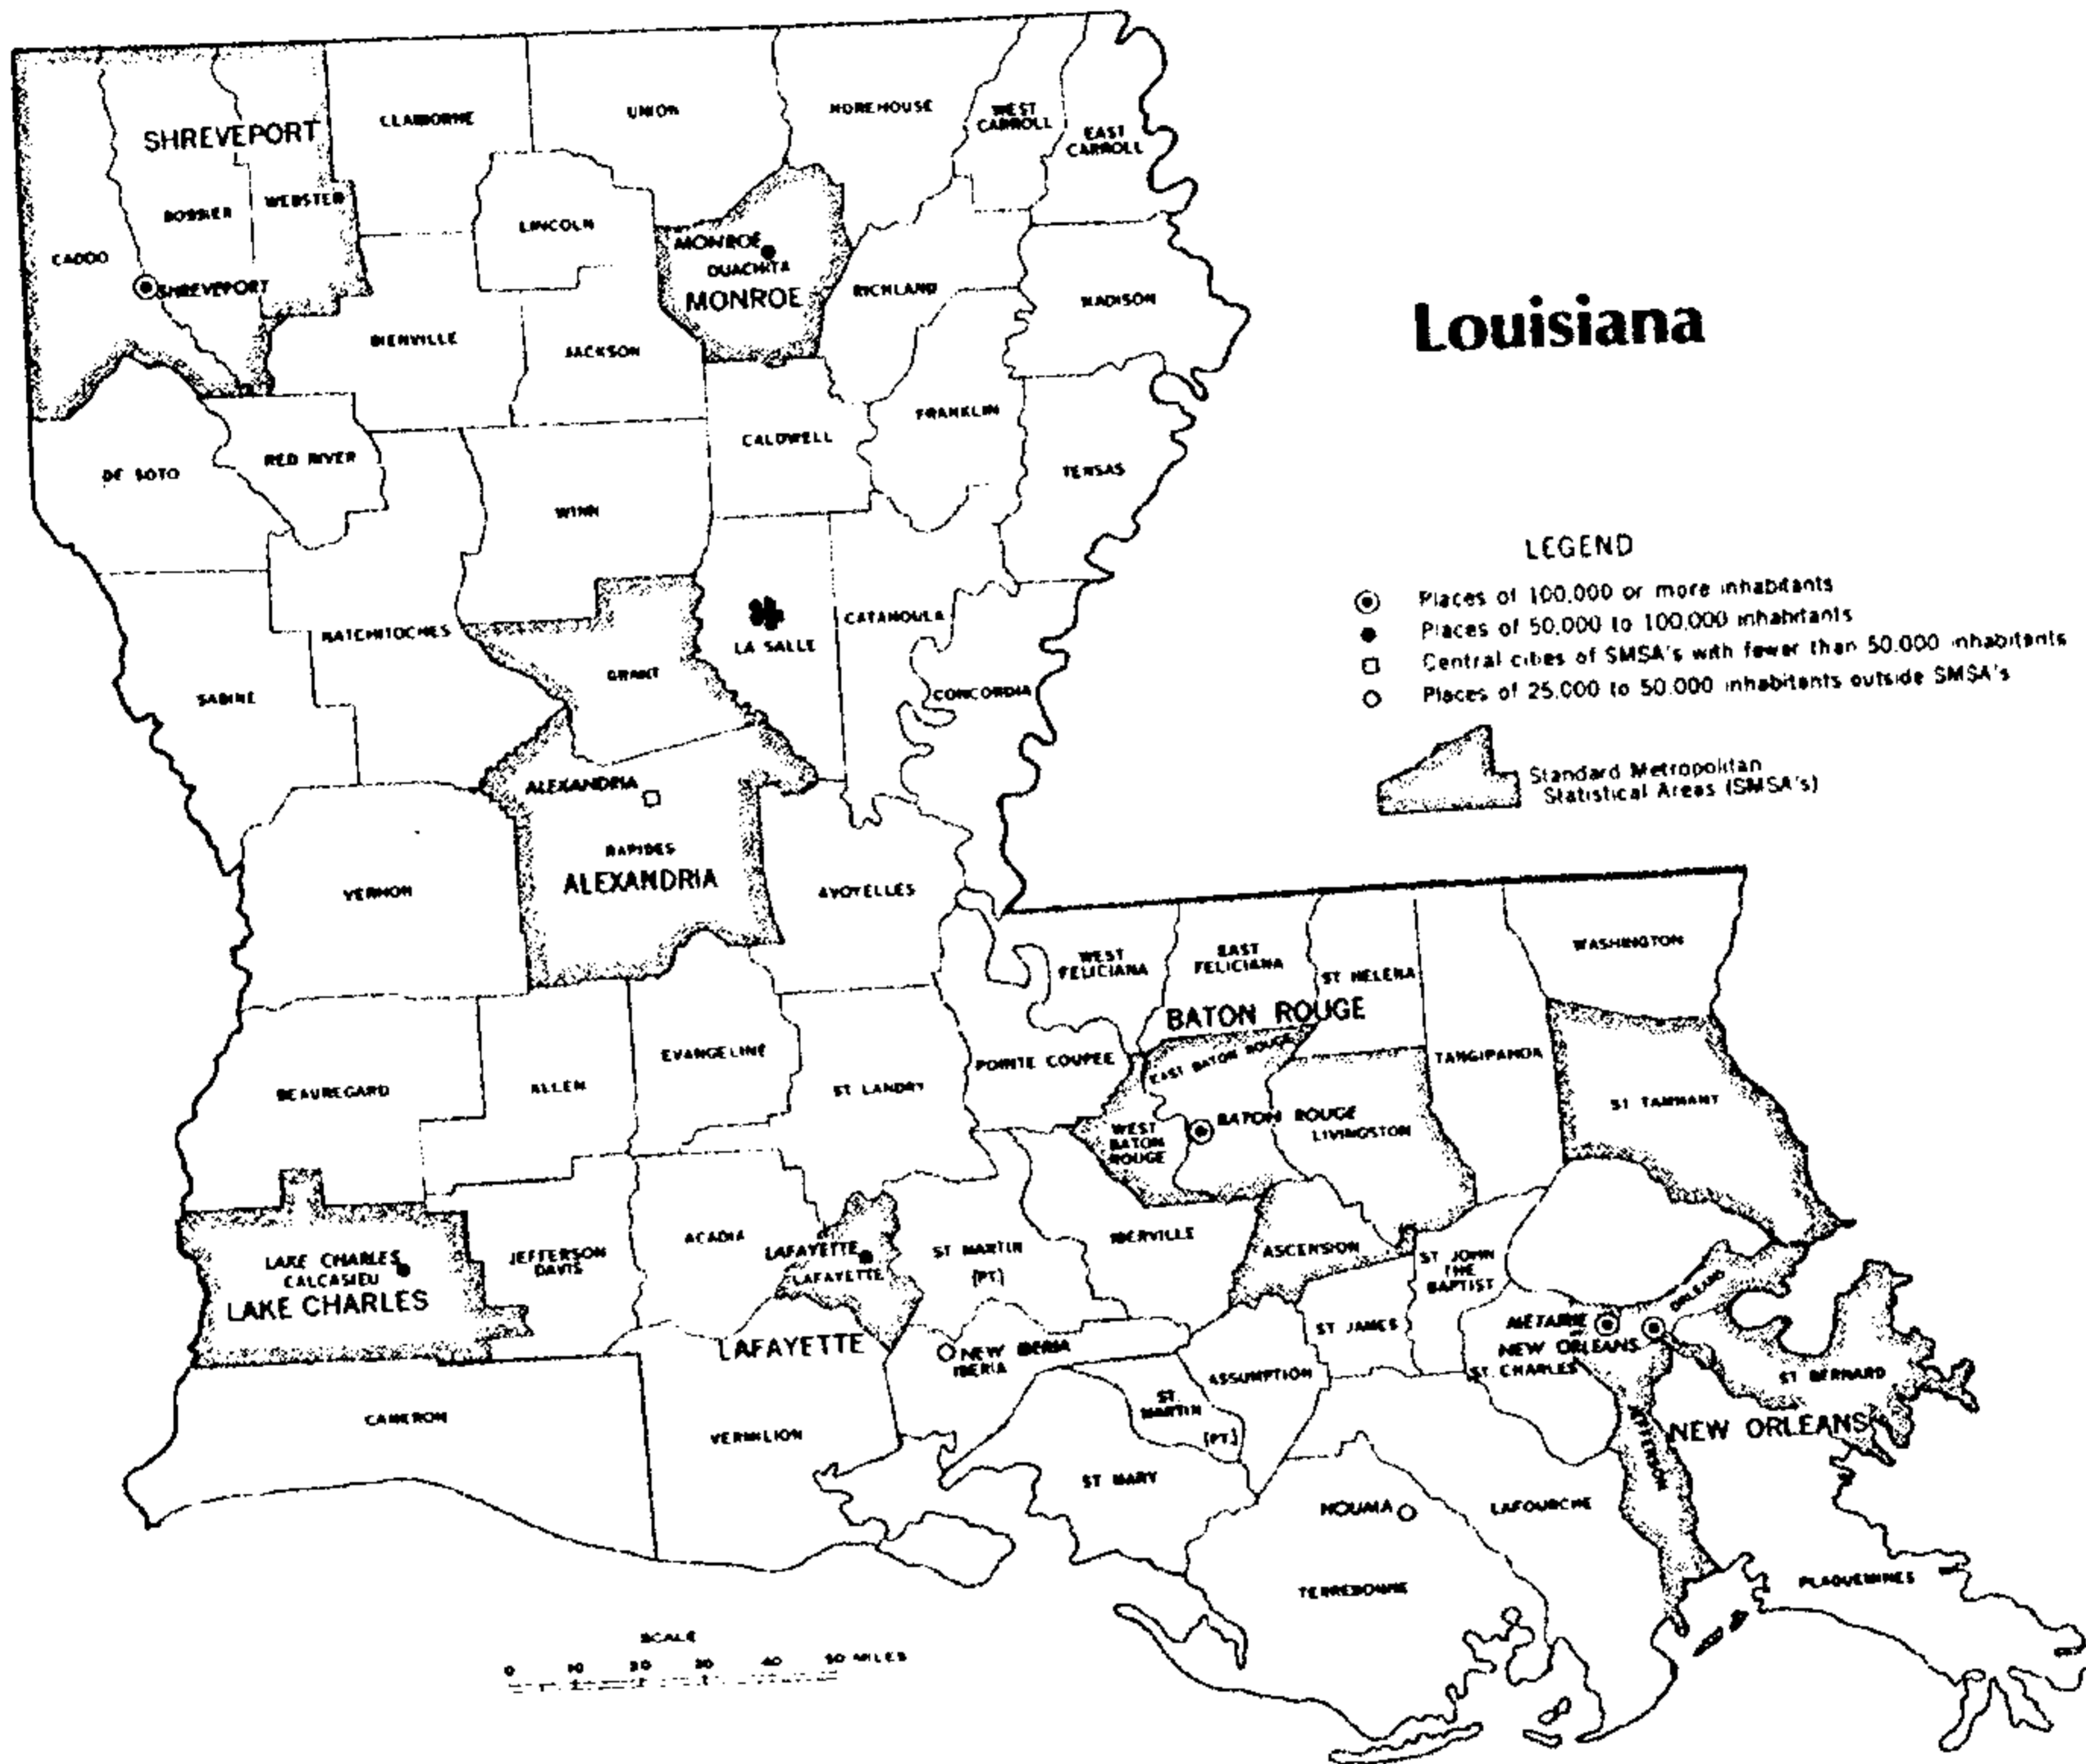 CLAIBORNE
UNION
MOREHOUSE
WEST
CARROLL
EAST
CARROLL
SHREVEPORT
BOSSIER
WEBSTER
LINCOLN
CADDO
SHREVEPORT
MONROE
OUACHITA
MONROE
RICHLAND
MADISON
Louisiana
BIENVILLE
JACKSON
FRANKLIN
CALDWELL
DE SOTO
RED RIVER
TENSAS
WINN
LEGEND
Places of 100,000 or more inhabitants
Places of 50,000 to 100,000 inhabitants
Central cities of SMSA's with fewer than 50,000 inhabitants
Places of 25,000 to 50,000 inhabitants outside SMSA's
Standard Metropolitan
Statistical Areas (SMSA's)
NATCHITOCHES
LA SALLE
CATAHOULA
GRANT
SABINE
CONCORDIA
ALEXANDRIA
RAPIDES
ALEXANDRIA
VERNON
AVOYELLES
WEST
FELICIANA
EAST
FELICIANA
ST HELENA
WASHINGTON
BATON ROUGE
EAST BATON ROUGE
EVANGELINE
POINTE COUPEE
TANGIPAHOA
BEAUREGARD
ALLEN
ST LANDRY
ST TAMMANY
BATON ROUGE
LIVINGSTON
WEST
BATON
ROUGE
LAKE CHARLES
CALCASIEU
LAKE CHARLES
JEFFERSON
DAVIS
ACADIA
LAFAYETTE
LAFAYETTE
LAFAYETTE
ST MARTIN
(PT.)
IBERVILLE
ASCENSION
ST JOHN
THE
BAPTIST
ORLEANS
METAIRIE
NEW ORLEANS
ST. CHARLES
ST JAMES
NEW IBERIA
IBERIA
ASSUMPTION
ST BERNARD
NEW ORLEANS
JEFFERSON
CAMERON
VERMILION
ST
MARTIN
(PT.)
ST MARY
HOUMA
LAFOURCHE
TERREBONNE
PLAQUEMINES
SCALE
0 10 20 30 40 50 MILES